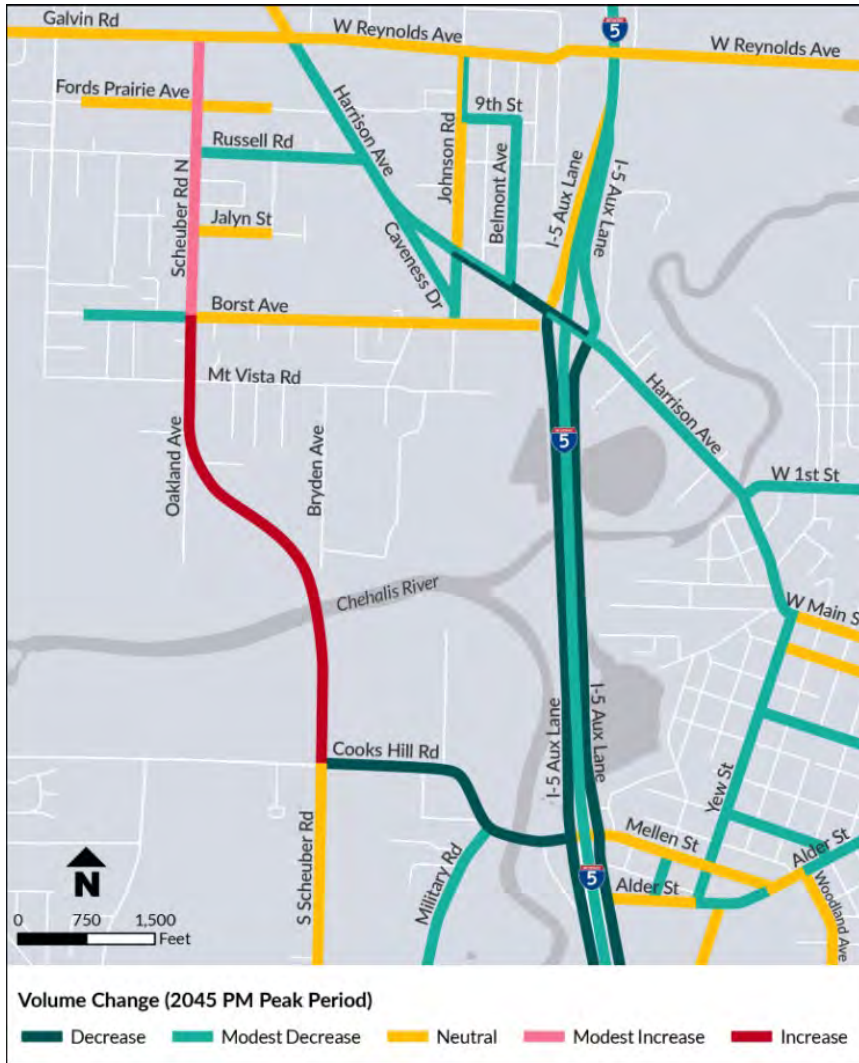 Galvin Rd
W Reynolds Ave
5
W Reynolds Ave
Fords Prairie Ave
9th St
Harrison Ave
Russell Rd
Johnson Rd
Belmont Ave
I-5 Aux Lane
I-5 Aux Lane
Scheuber Rd N
Jalyn St
Caveness Dr
Borst Ave
Mt Vista Rd
Harrison Ave
5
W 1st St
Oakland Ave
Bryden Ave
Chehalis River
W Main S
I-5 Aux Lane
I-5 Aux Lane
Cooks Hill Rd
Yew St
S Scheuber Rd
Military Rd
Mellen St
Alder St
5
Alder St
Woodland Ave
N
0 750 1,500
Feet
Volume Change (2045 PM Peak Period)
Decrease Modest Decrease Neutral Modest Increase Increase